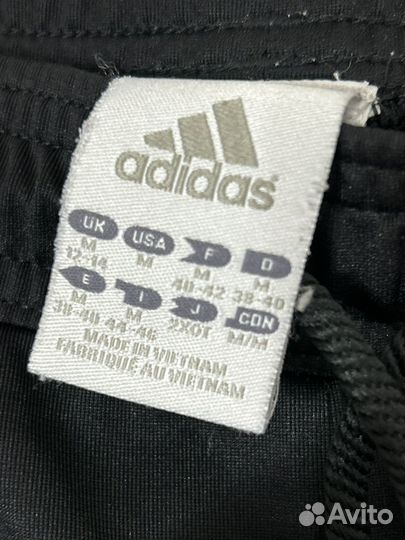 adidas
UK USA F D
M M M M
12-14 40-42 38-40
E I J CDN
M M 2XOT M/M
38-40 44-46
MADE IN VIETNAM
FABRIQUE AU VIETNAM
Avito